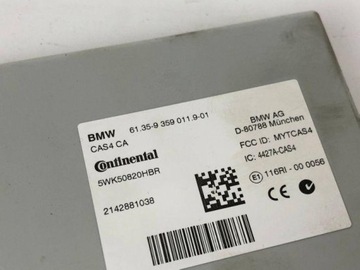 BMW 61.35-9 359 011.9-01
CAS4 CA
Continental
5WK50820HBR
2142881038
BMW AG
D-80788 München
FCC ID: MYTCAS4
IC: 4427A-CAS4
E1 116RI - 00 0056